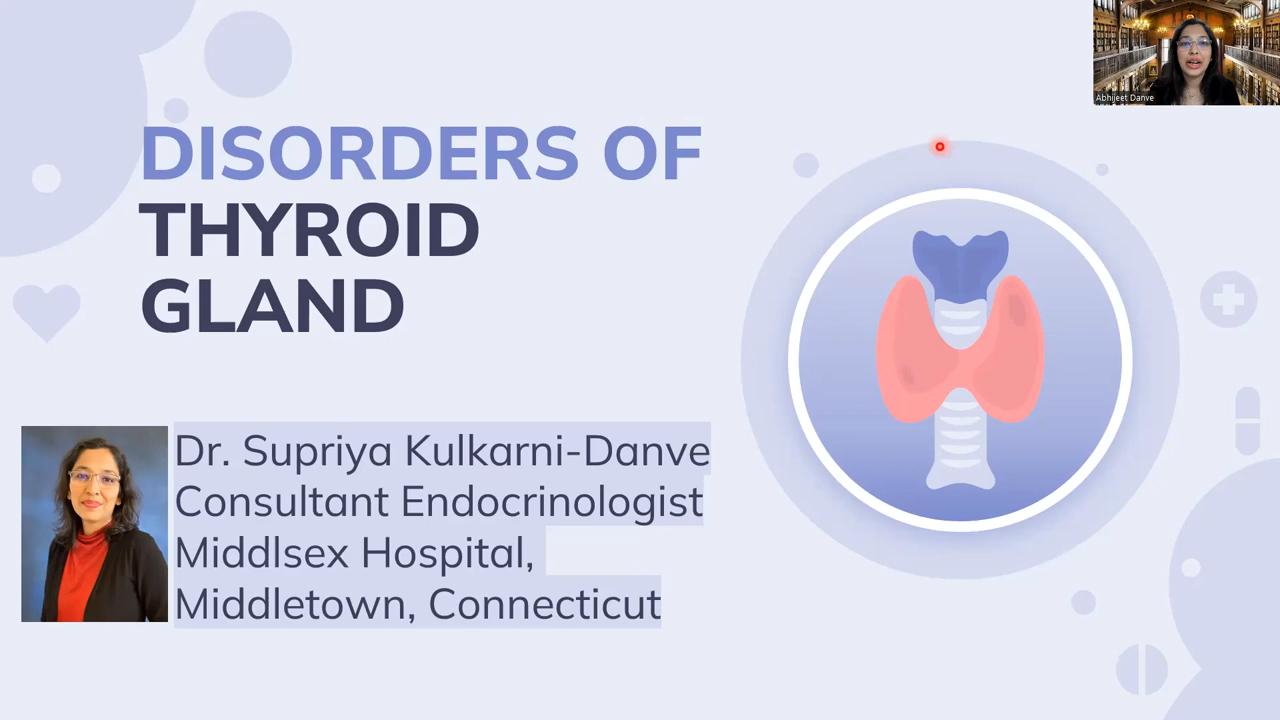 DISORDERS OF
THYROID
GLAND
Dr. Supriya Kulkarni-Danve
Consultant Endocrinologist
Middlsex Hospital,
Middletown, Connecticut
Abhijeet Danve